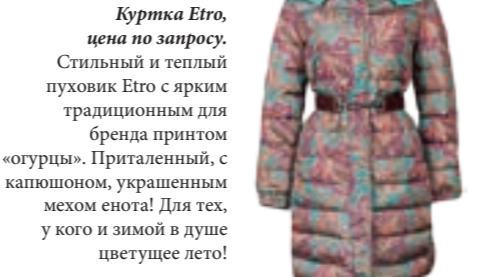 Куртка Etro,
цена по запросу.
Стильный и теплый
пуховик Etro с ярким
традиционным для
бренда принтом
«огурцы». Приталенный, с
капюшоном, украшенным
мехом енота! Для тех,
у кого и зимой в душе
цветущее лето!